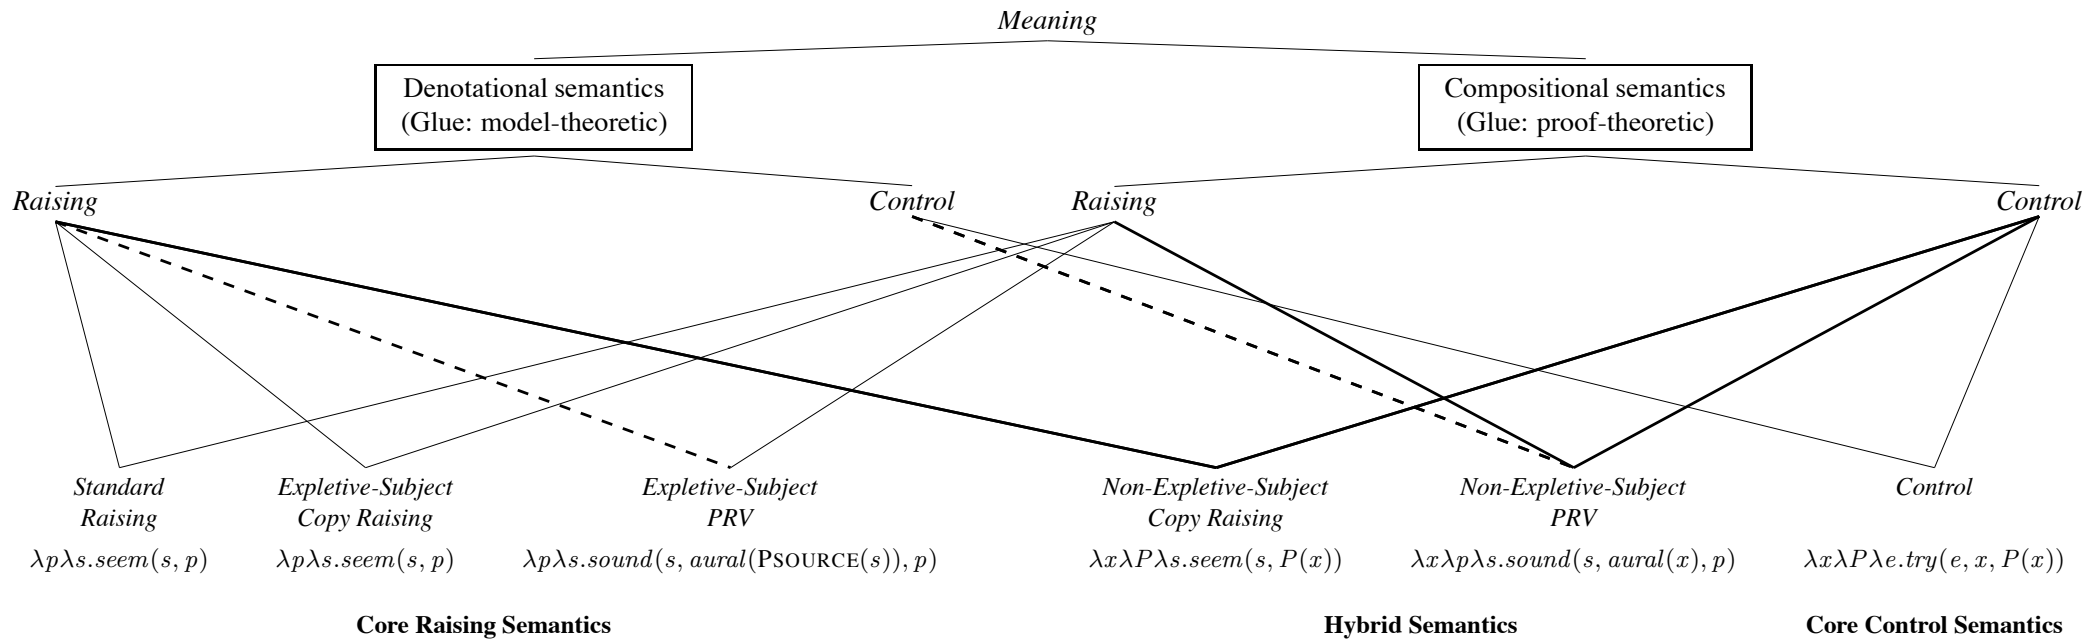 Meaning
Denotational semantics
(Glue: model-theoretic)
Compositional semantics
(Glue: proof-theoretic)
Raising
Control
Raising
Control
Standard
Raising
λpλs.seem(s, p)
Expletive-Subject
Copy Raising
λpλs.seem(s, p)
Expletive-Subject
PRV
λpλs.sound(s, aural(PSOURCE(s)), p)
Non-Expletive-Subject
Copy Raising
λxλPλs.seem(s, P(x))
Non-Expletive-Subject
PRV
λxλpλs.sound(s, aural(x), p)
Control
λxλPλe.try(e, x, P(x))
Core Raising Semantics
Hybrid Semantics
Core Control Semantics